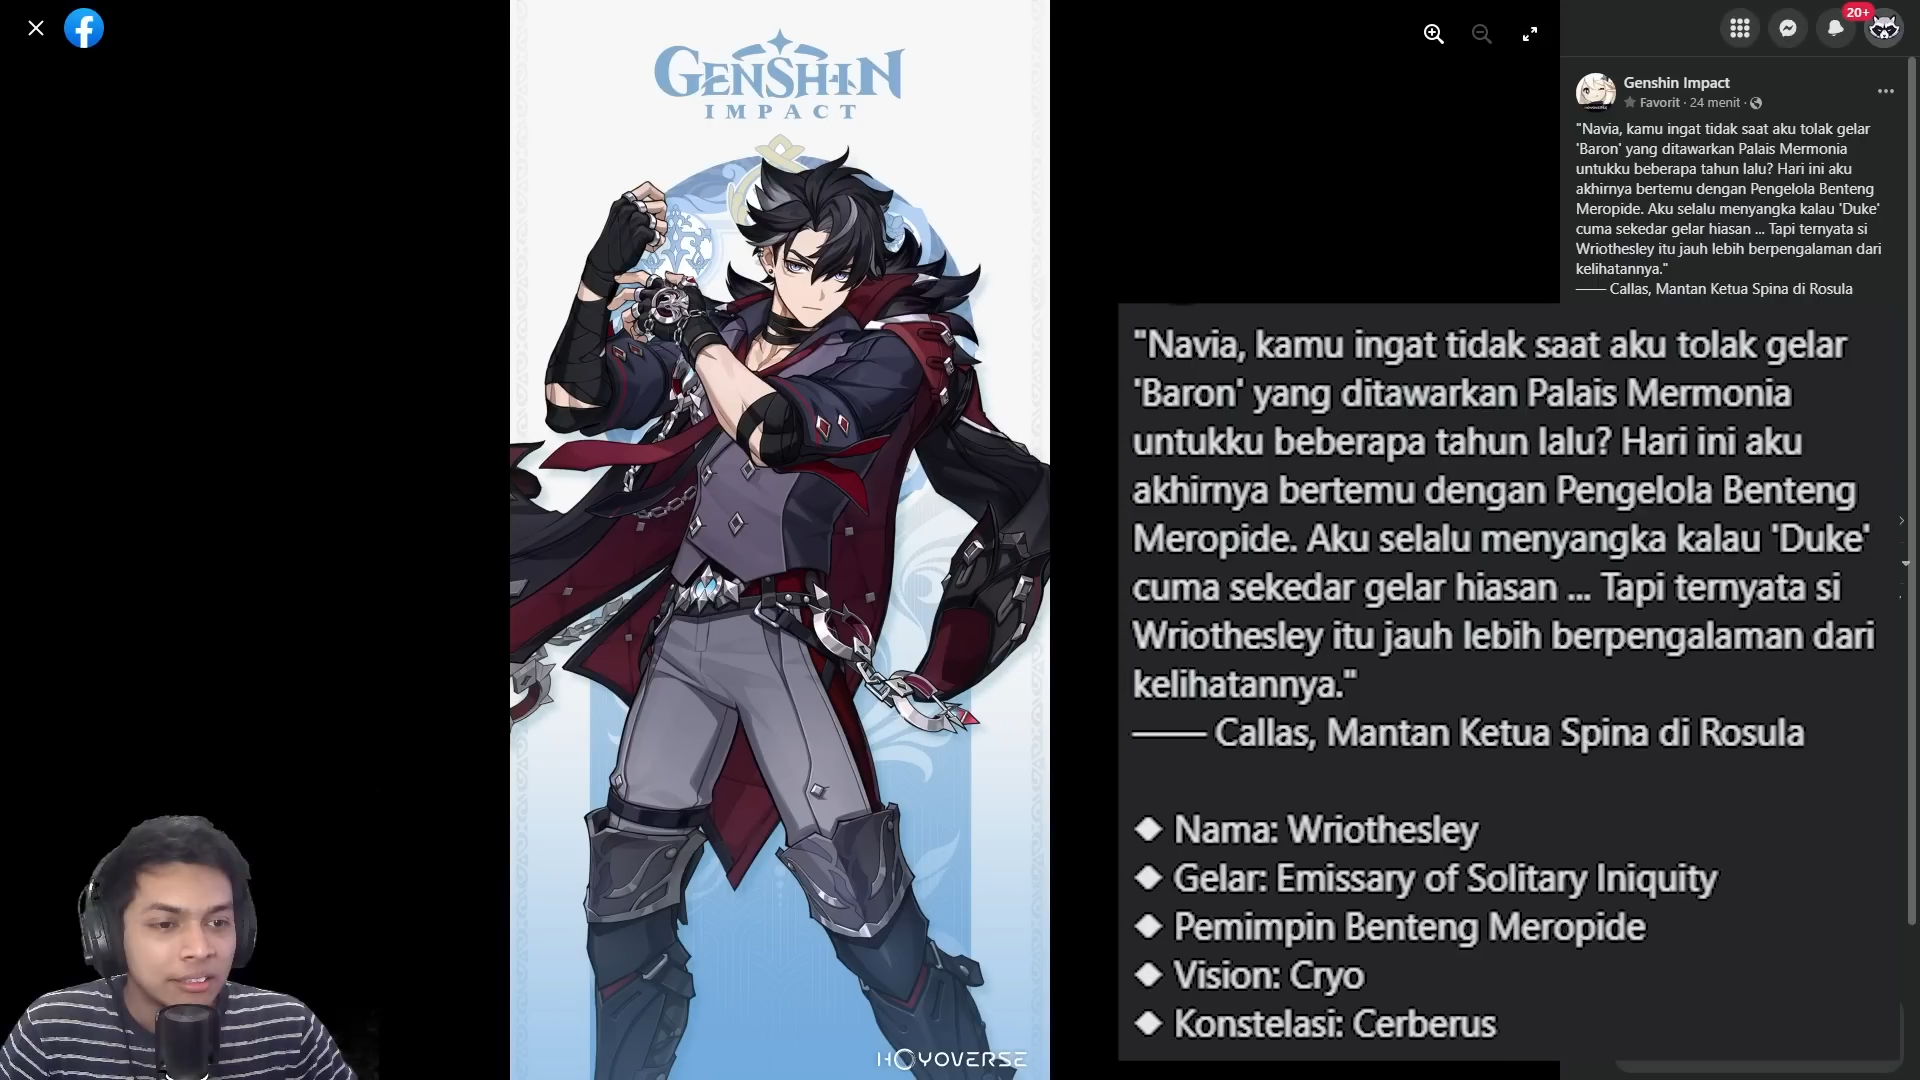 GENSHIN
IMPACT
HOYOVERSE
20+
Genshin Impact
Favorit · 24 menit ·
"Navia, kamu ingat tidak saat aku tolak gelar
'Baron' yang ditawarkan Palais Mermonia
untukku beberapa tahun lalu? Hari ini aku
akhirnya bertemu dengan Pengelola Benteng
Meropide. Aku selalu menyangka kalau 'Duke'
cuma sekedar gelar hiasan ... Tapi ternyata si
Wriothesley itu jauh lebih berpengalaman dari
kelihatannya."
—— Callas, Mantan Ketua Spina di Rosula
"Navia, kamu ingat tidak saat aku tolak gelar
'Baron' yang ditawarkan Palais Mermonia
untukku beberapa tahun lalu? Hari ini aku
akhirnya bertemu dengan Pengelola Benteng
Meropide. Aku selalu menyangka kalau 'Duke'
cuma sekedar gelar hiasan ... Tapi ternyata si
Wriothesley itu jauh lebih berpengalaman dari
kelihatannya."
—— Callas, Mantan Ketua Spina di Rosula
◆ Nama: Wriothesley
◆ Gelar: Emissary of Solitary Iniquity
◆ Pemimpin Benteng Meropide
◆ Vision: Cryo
◆ Konstelasi: Cerberus